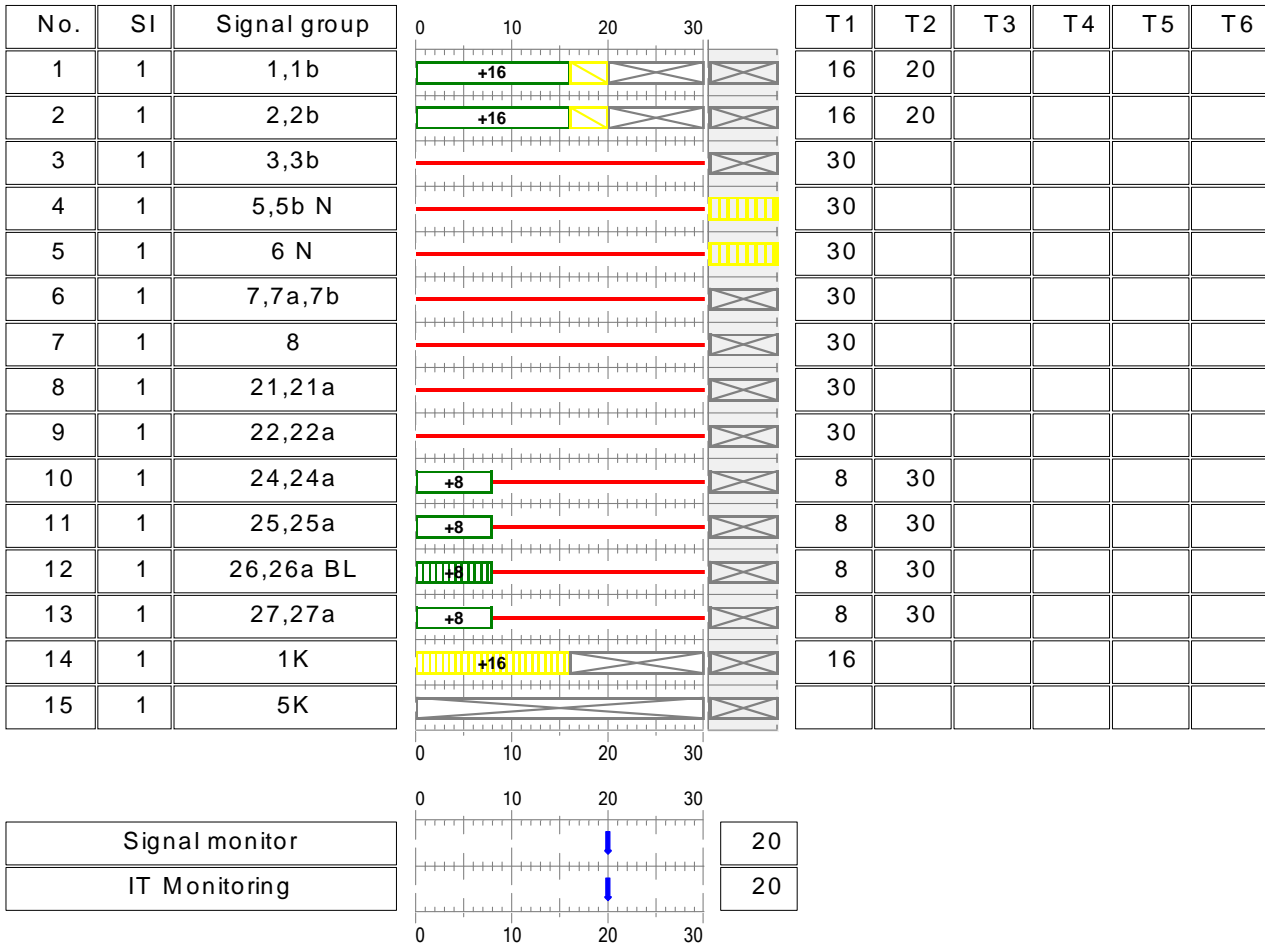 No. SI Signal group 0 10 20 30 T1 T2 T3 T4 T5 T6
1 1 1,1b +16 16 20
2 1 2,2b +16 16 20
3 1 3,3b 30
4 1 5,5b N 30
5 1 6 N 30
6 1 7,7a,7b 30
7 1 8 30
8 1 21,21a 30
9 1 22,22a 30
10 1 24,24a +8 8 30
11 1 25,25a +8 8 30
12 1 26,26a BL +8 8 30
13 1 27,27a +8 8 30
14 1 1K +16 16
15 1 5K
0 10 20 30
0 10 20 30
Signal monitor 20
IT Monitoring 20
0 10 20 30